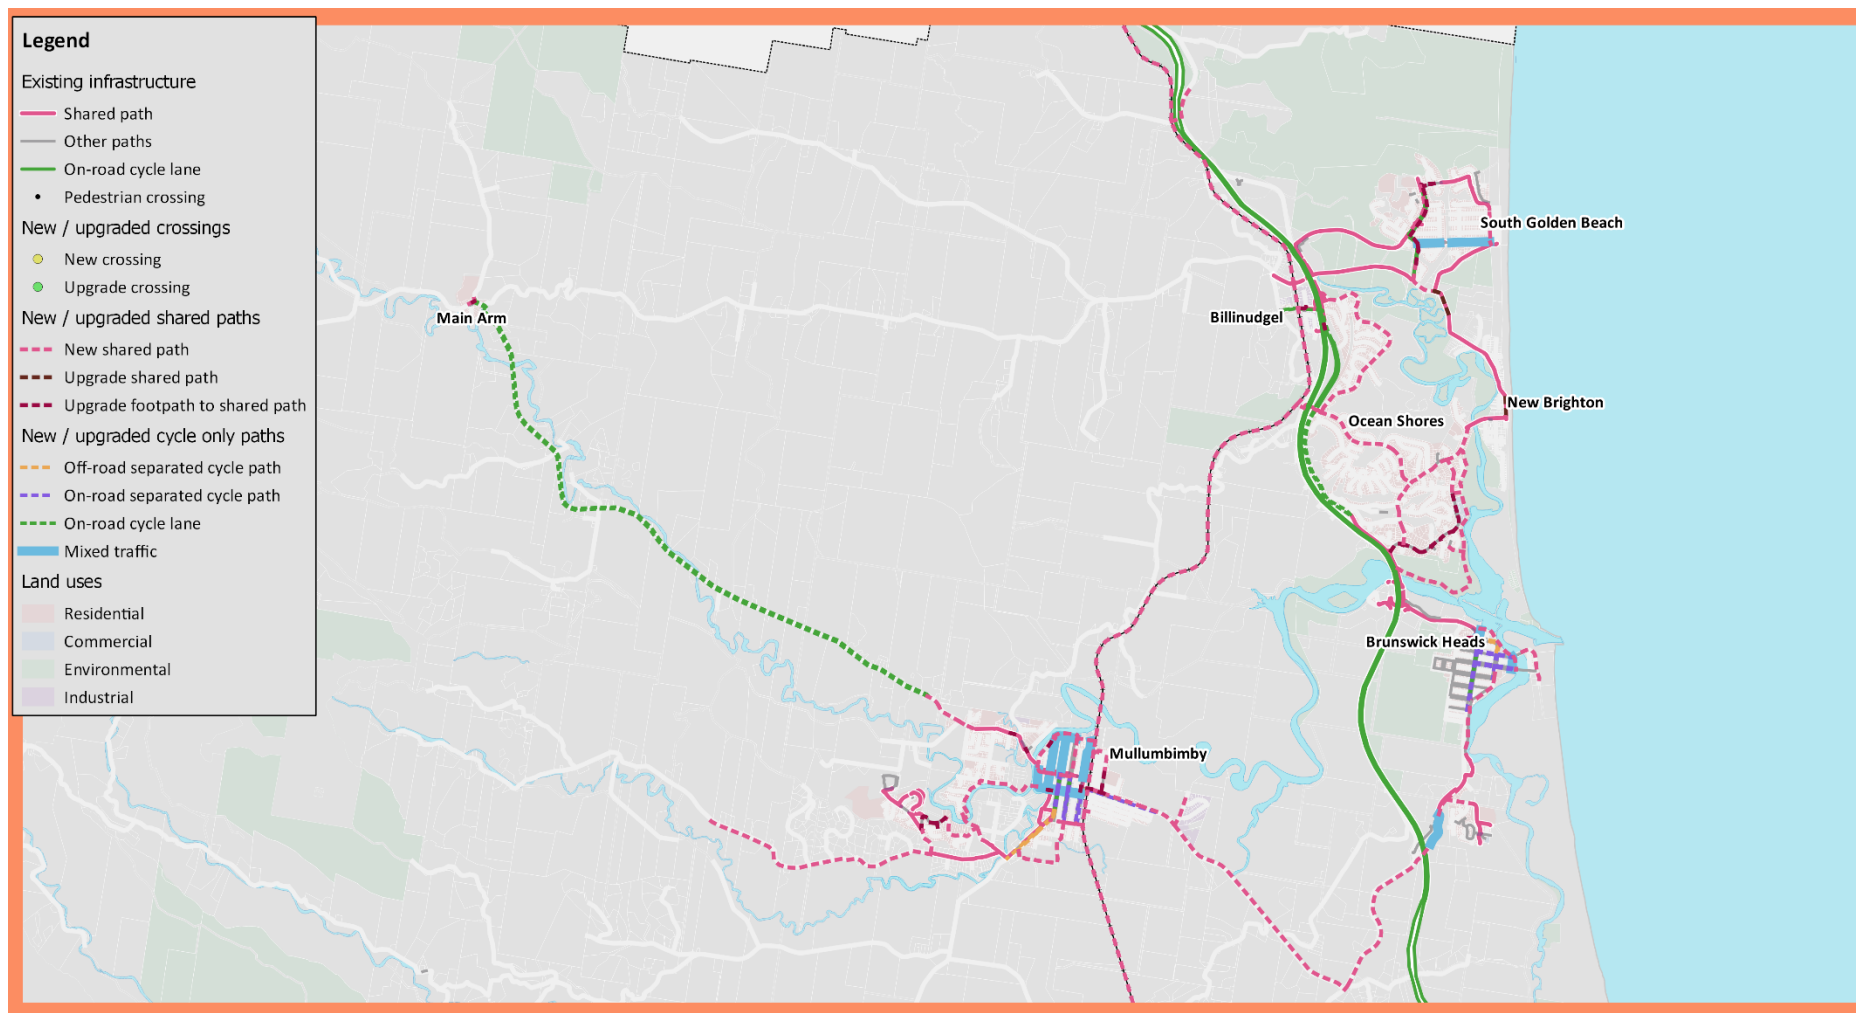 Legend
Existing infrastructure
Shared path
Other paths
On-road cycle lane
Pedestrian crossing
New / upgraded crossings
New crossing
Upgrade crossing
New / upgraded shared paths
New shared path
Upgrade shared path
Upgrade footpath to shared path
New / upgraded cycle only paths
Off-road separated cycle path
On-road separated cycle path
On-road cycle lane
Mixed traffic
Land uses
Residential
Commercial
Environmental
Industrial
South Golden Beach
Main Arm
Billinudgel
New Brighton
Ocean Shores
Brunswick Heads
Mullumbimby